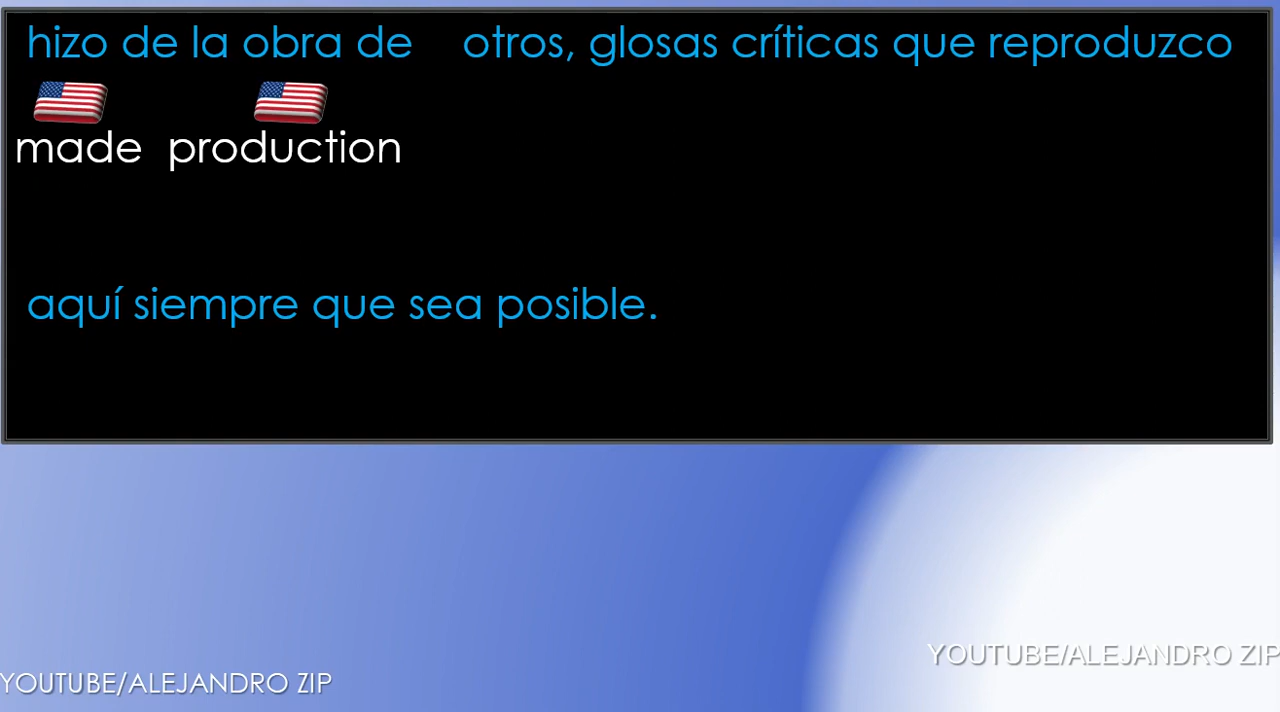 hizo de la obra de otros, glosas críticas que reproduzco
made production
aquí siempre que sea posible.
YOUTUBE/ALEJANDRO ZIP
YOUTUBE/ALEJANDRO ZIP